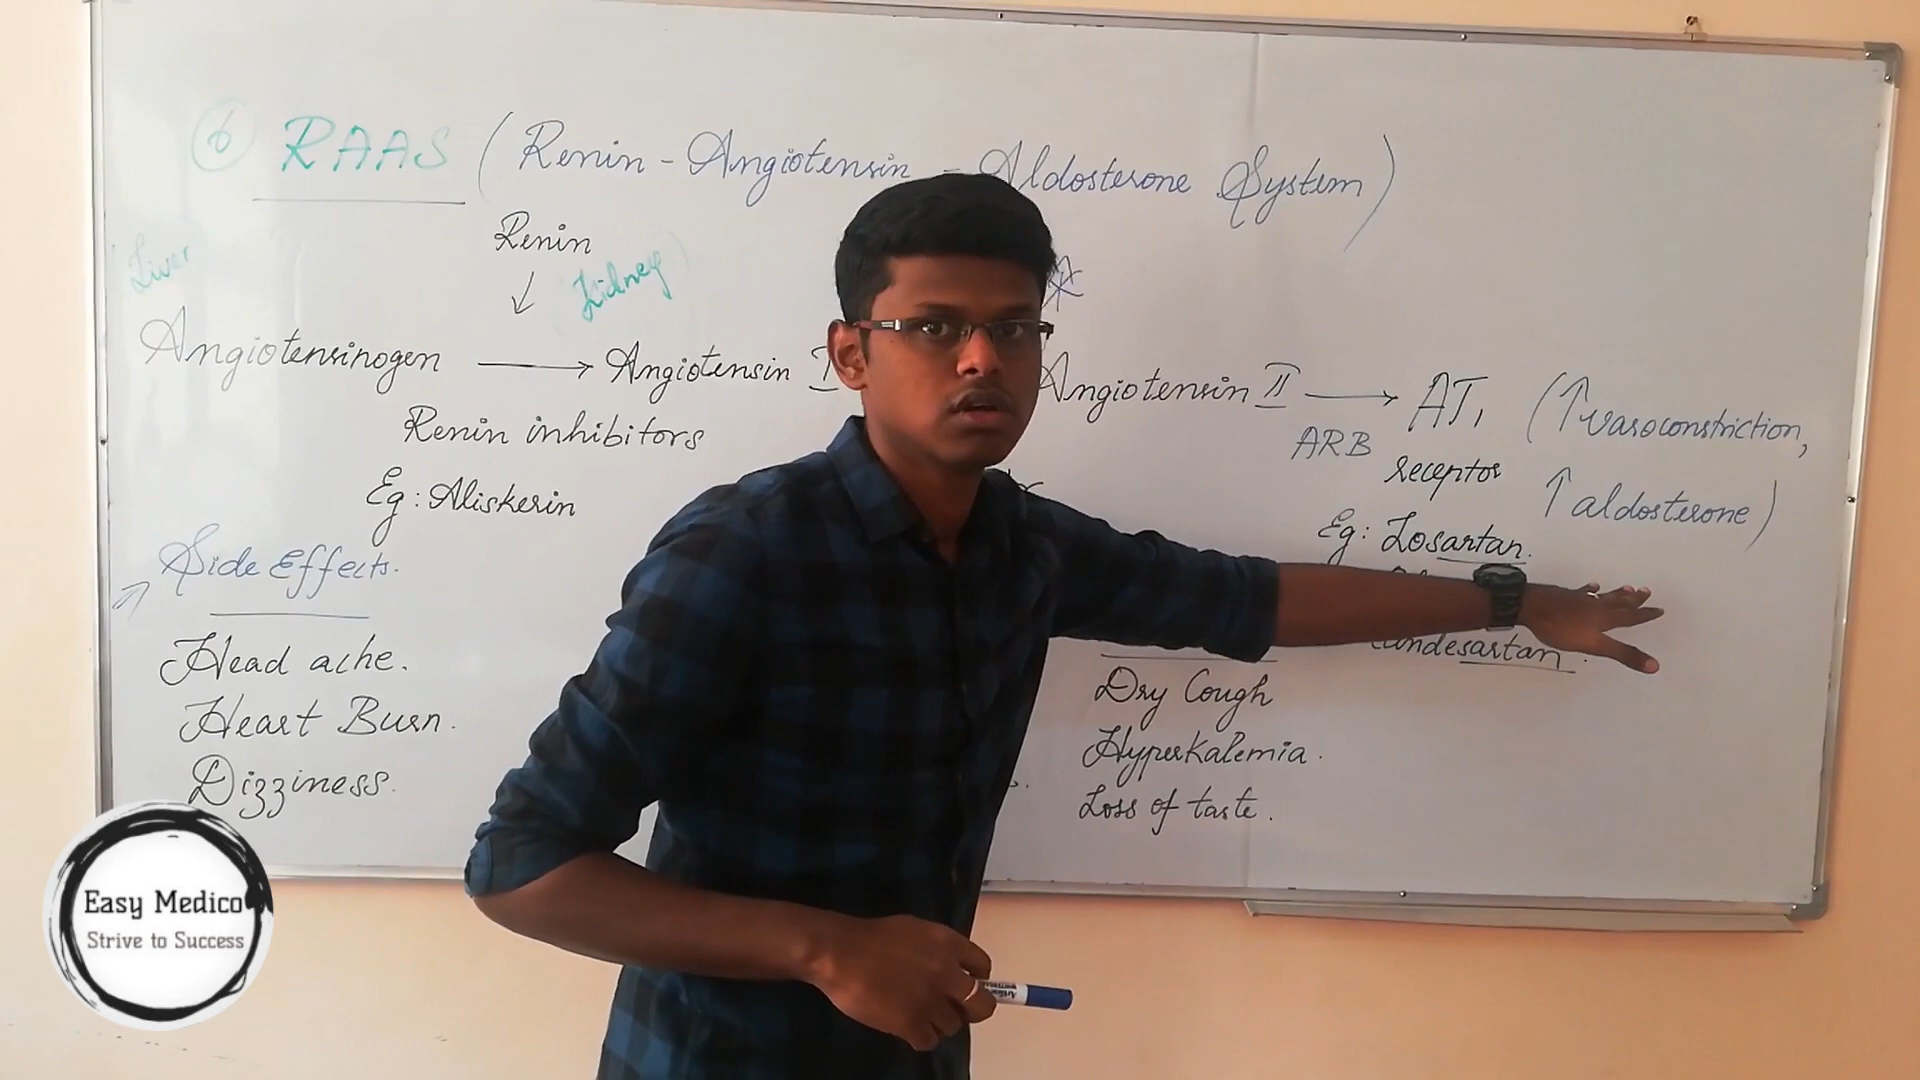 6 RAAS (Renin-Angiotensin-Aldosterone System)
Renin
Liver
Kidney
Angiotensinogen → Angiotensin I
Angiotensin II → AT1 (↑vasoconstriction,
Renin inhibitors
ARB
receptor
↑aldosterone)
Eg: Aliskerin
Eg: Losartan.
Side Effects.
Candesartan.
Head ache.
Dry Cough
Heart Burn.
Hyperkalemia.
Dizziness.
Loss of taste.
Easy Medico
Strive to Success